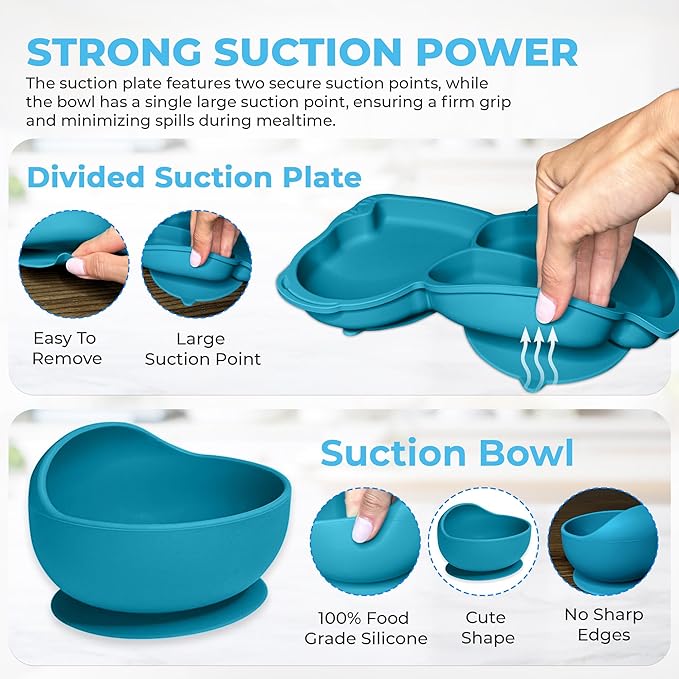 STRONG SUCTION POWER
The suction plate features two secure suction points, while
the bowl has a single large suction point, ensuring a firm grip
and minimizing spills during mealtime.
Divided Suction Plate
Easy To
Remove
Large
Suction Point
Suction Bowl
100% Food
Grade Silicone
Cute
Shape
No Sharp
Edges